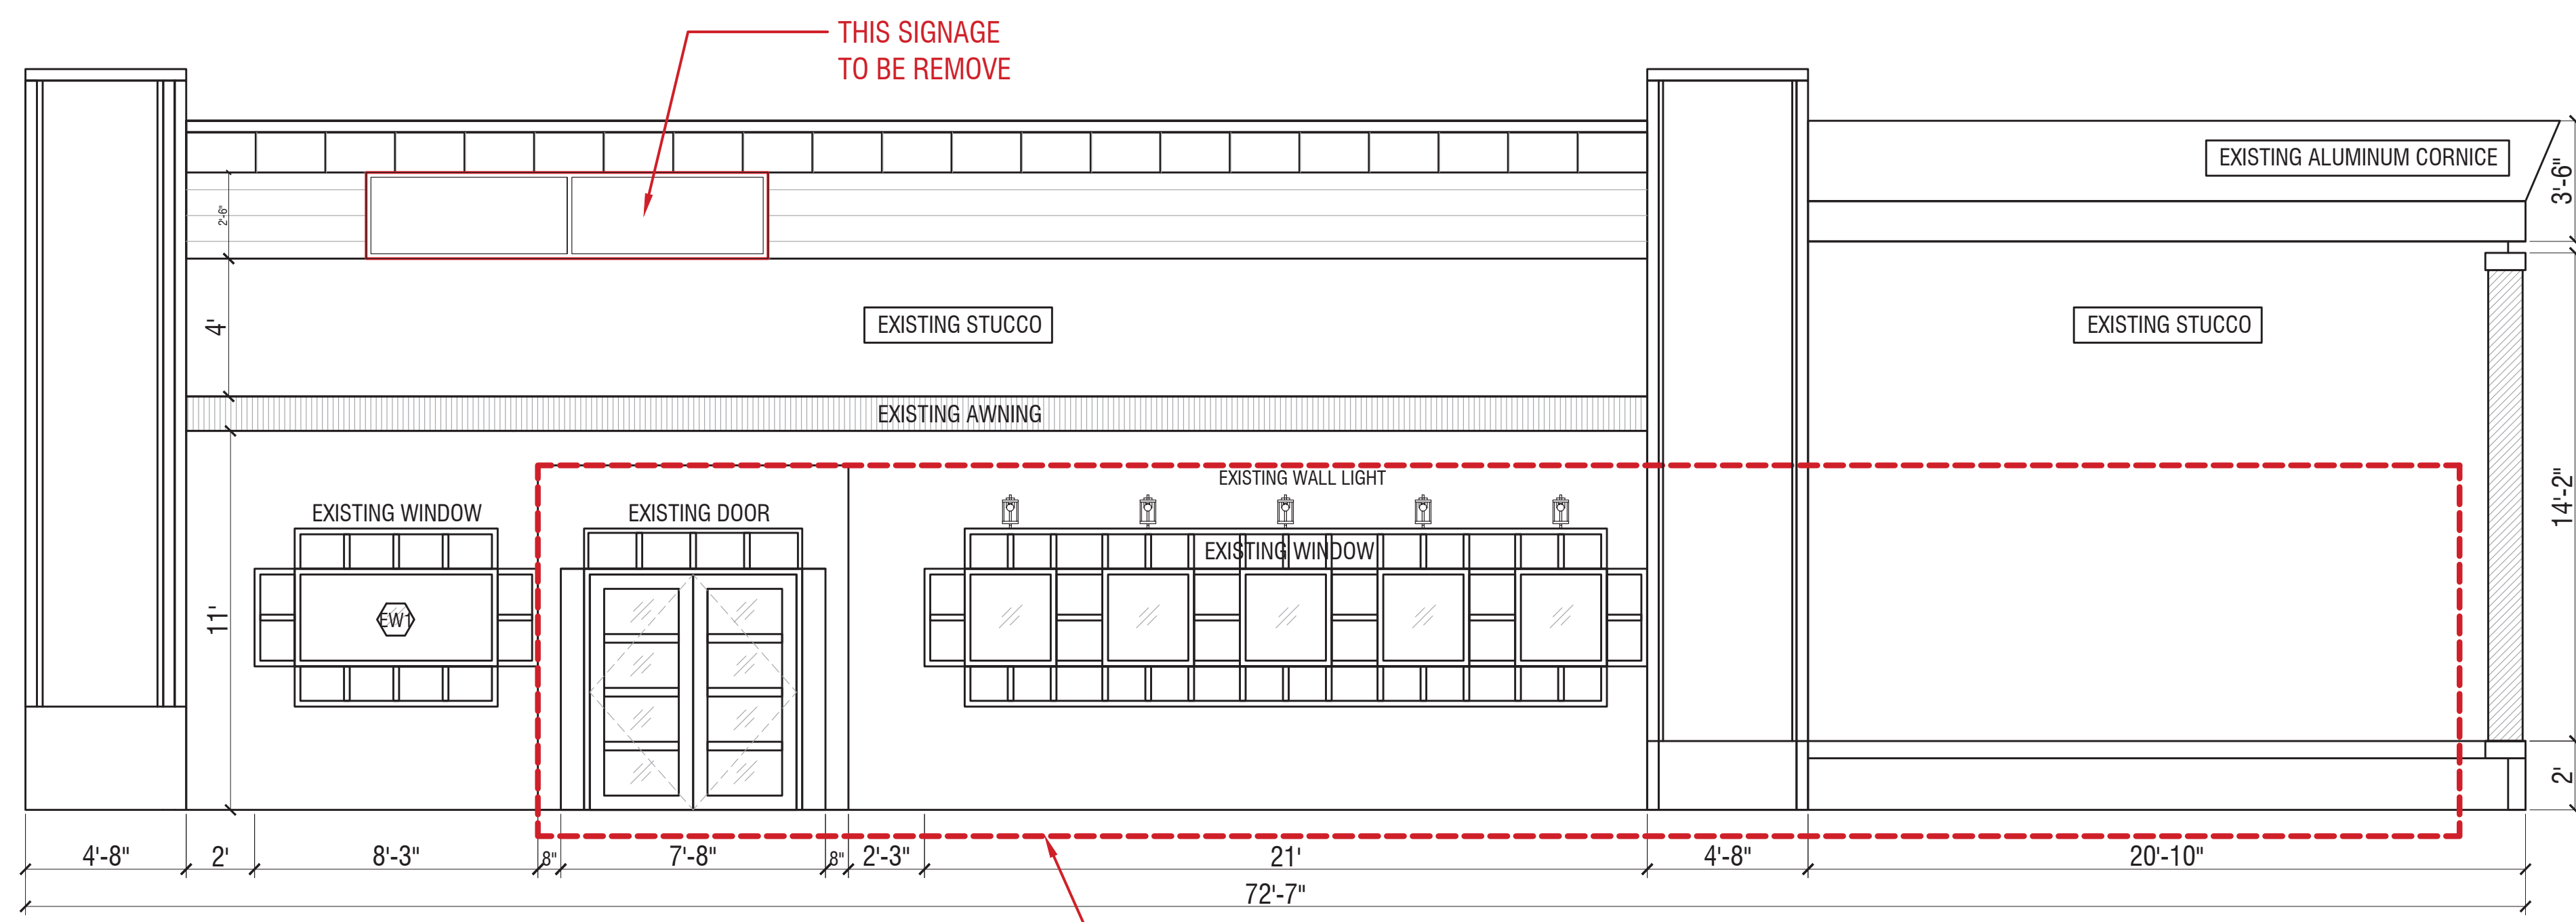 THIS SIGNAGE
TO BE REMOVE
EXISTING ALUMINUM CORNICE
3'-6"
2'-6"
EXISTING STUCCO
EXISTING STUCCO
4'
EXISTING AWNING
EXISTING WALL LIGHT
14'-2"
EXISTING WINDOW
EXISTING DOOR
EXISTING WINDOW
11'
EW1
2'
4'-8"
2'
8'-3"
8"
7'-8"
8"
2'-3"
21'
4'-8"
20'-10"
72'-7"